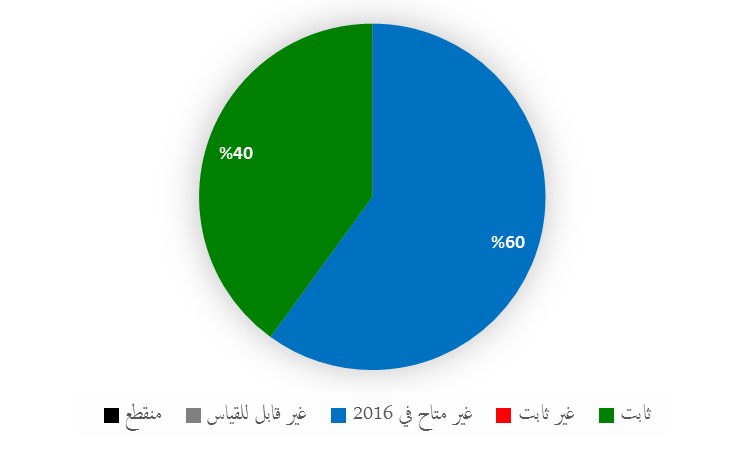 %40
%60
ثابت
غير ثابت
غير متاح في 2016
غير قابل للقياس
منقطع